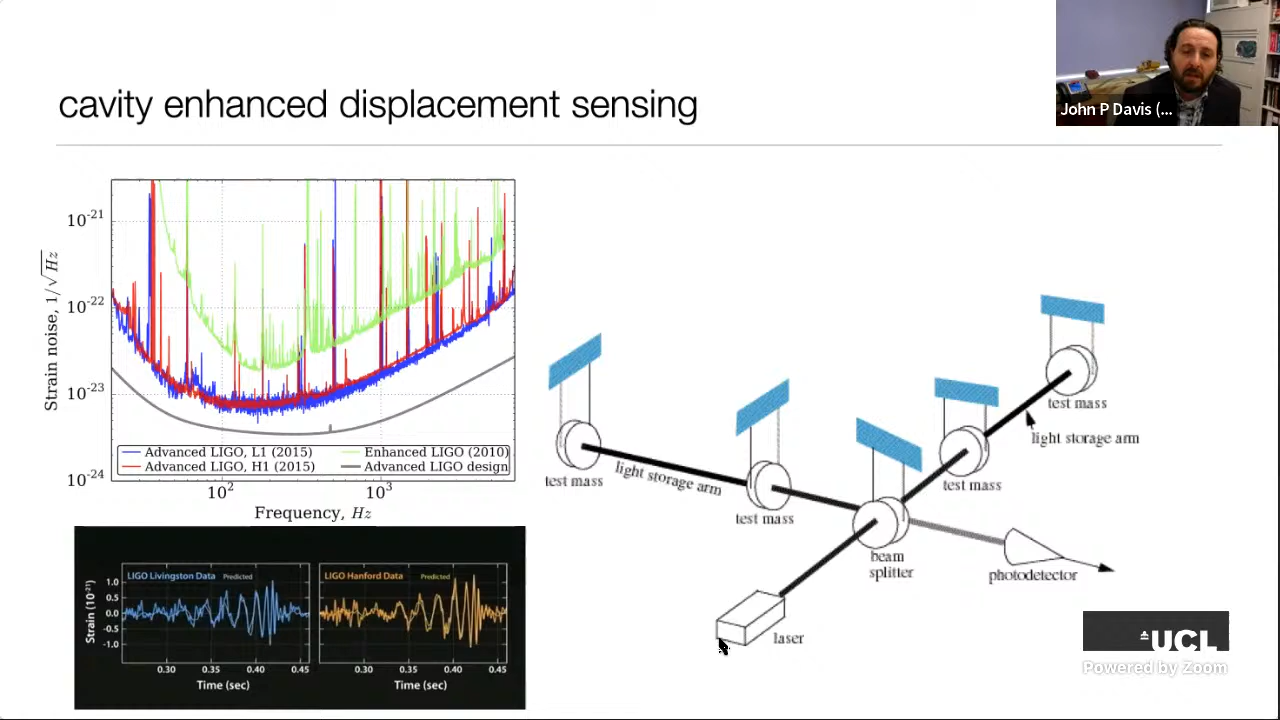 John P Davis (...
cavity enhanced displacement sensing
Strain noise, 1/√Hz
10-21
10-22
10-23
10-24
Advanced LIGO, L1 (2015)
Advanced LIGO, H1 (2015)
Enhanced LIGO (2010)
Advanced LIGO design
10²
10³
Frequency, Hz
test mass
light storage arm
test mass
beam
splitter
test mass
light storage arm
test mass
photodetector
laser
LIGO Livingston Data Predicted
LIGO Hanford Data Predicted
Strain (10-21)
1.0
0.5
0.0
-0.5
-1.0
0.30 0.35 0.40 0.45
0.30 0.35 0.40 0.45
Time (sec)
Time (sec)
UCL
Powered by Zoom